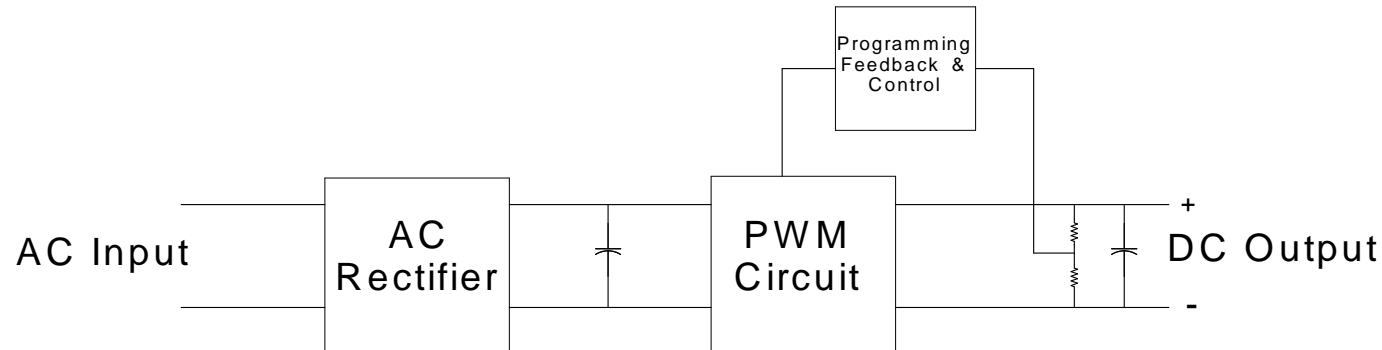 Programming
Feedback &
Control
AC Input
AC
Rectifier
PWM
Circuit
+
DC Output
-